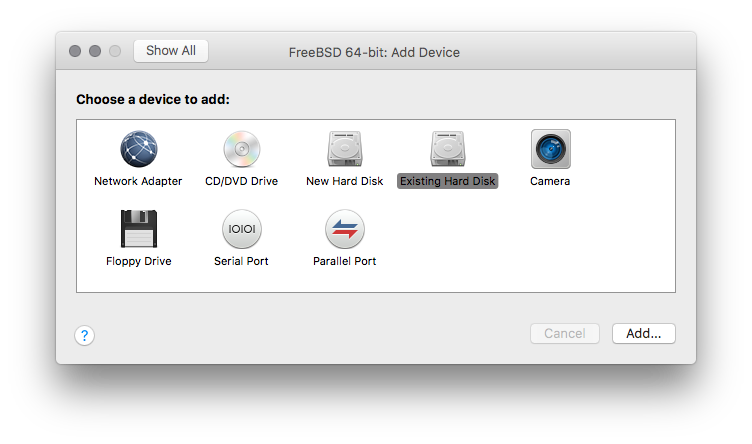 Show All
FreeBSD 64-bit: Add Device
Choose a device to add:
Network Adapter
CD/DVD Drive
New Hard Disk
Existing Hard Disk
Camera
Floppy Drive
IOIOI
Serial Port
Parallel Port
?
Cancel
Add...